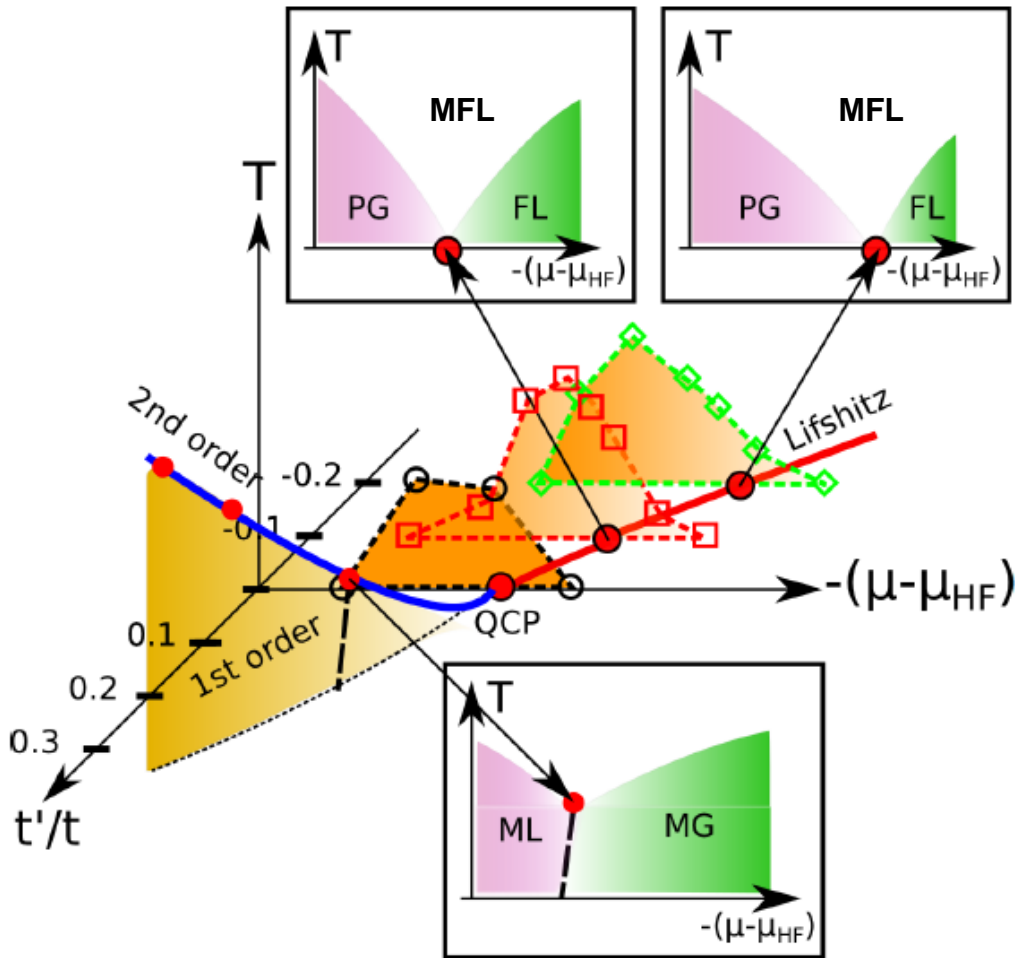 T
MFL
PG
FL
-(μ-μHF)
T
MFL
PG
FL
-(μ-μHF)
T
2nd order
-0.2
-0.1
Lifshitz
-(μ-μHF)
QCP
1st order
0.1
0.2
0.3
t'/t
T
ML
MG
-(μ-μHF)